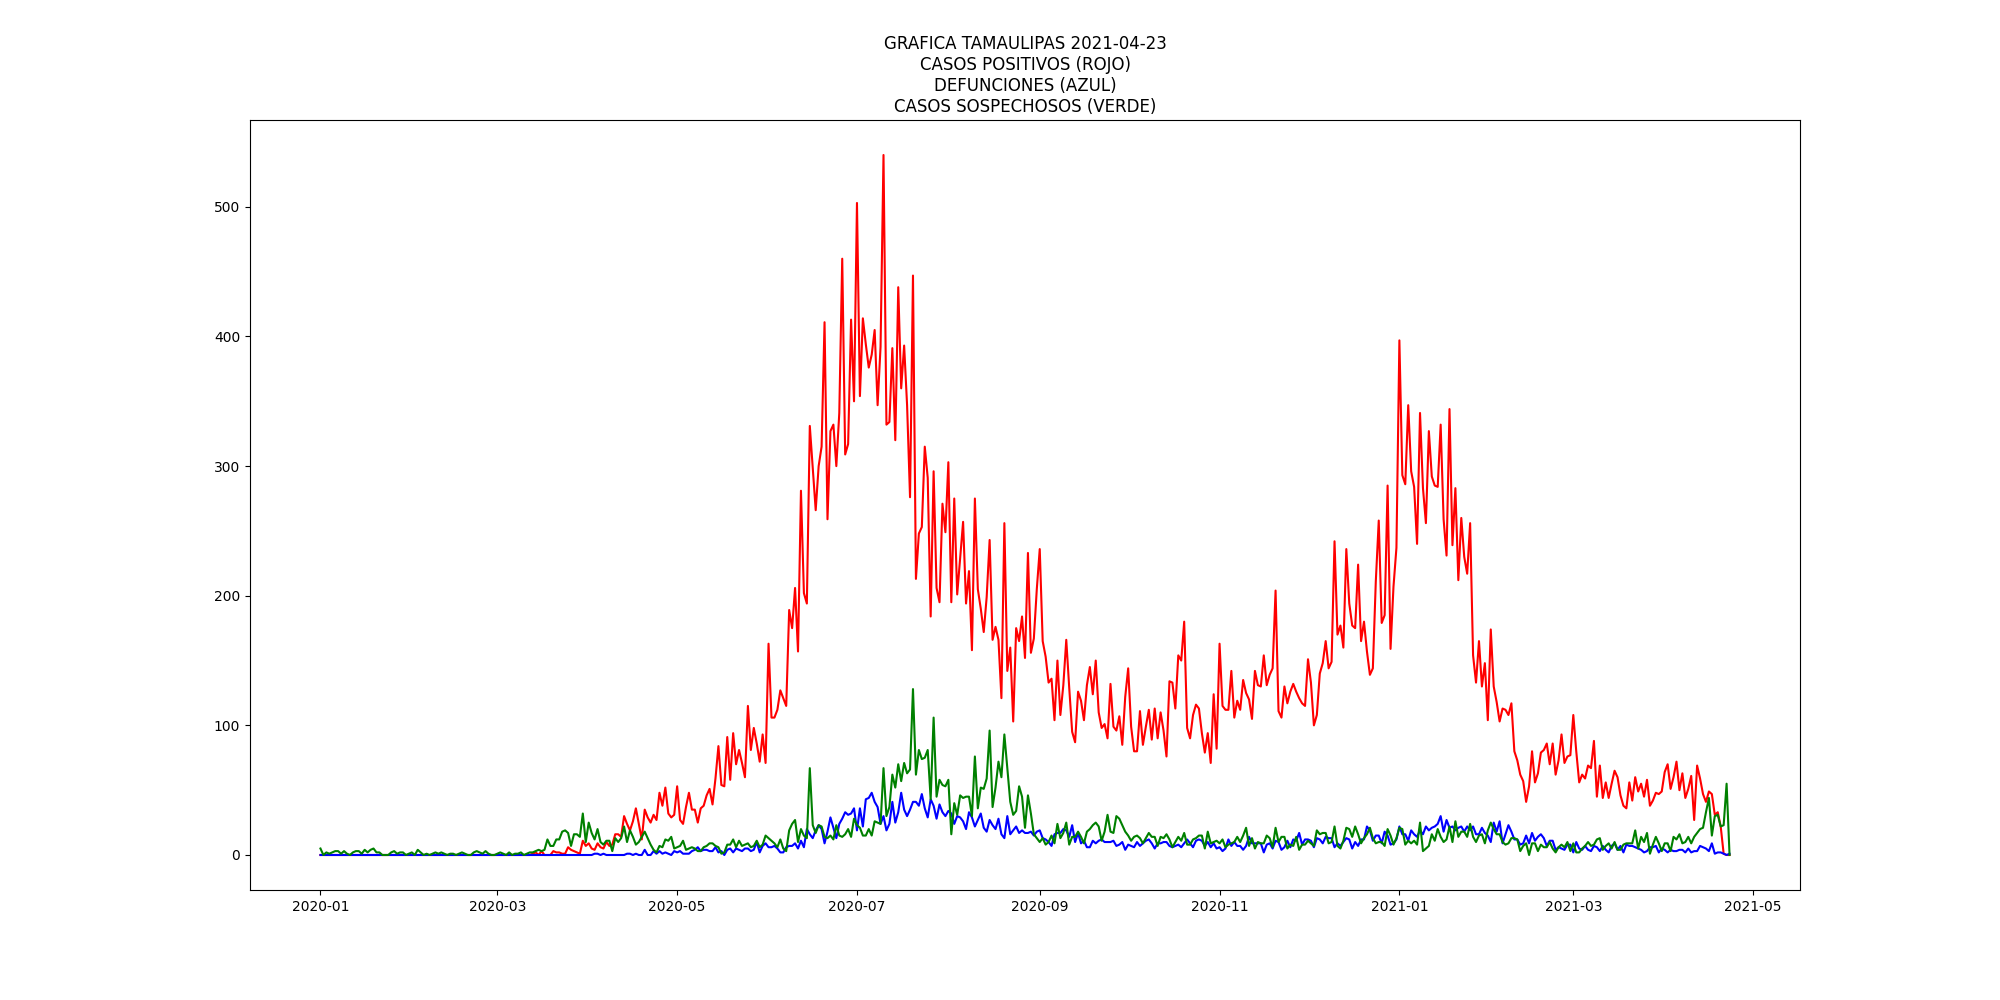 GRAFICA TAMAULIPAS 2021-04-23
CASOS POSITIVOS (ROJO)
DEFUNCIONES (AZUL)
CASOS SOSPECHOSOS (VERDE)
500
400
300
200
100
0
2020-01 2020-03 2020-05 2020-07 2020-09 2020-11 2021-01 2021-03 2021-05